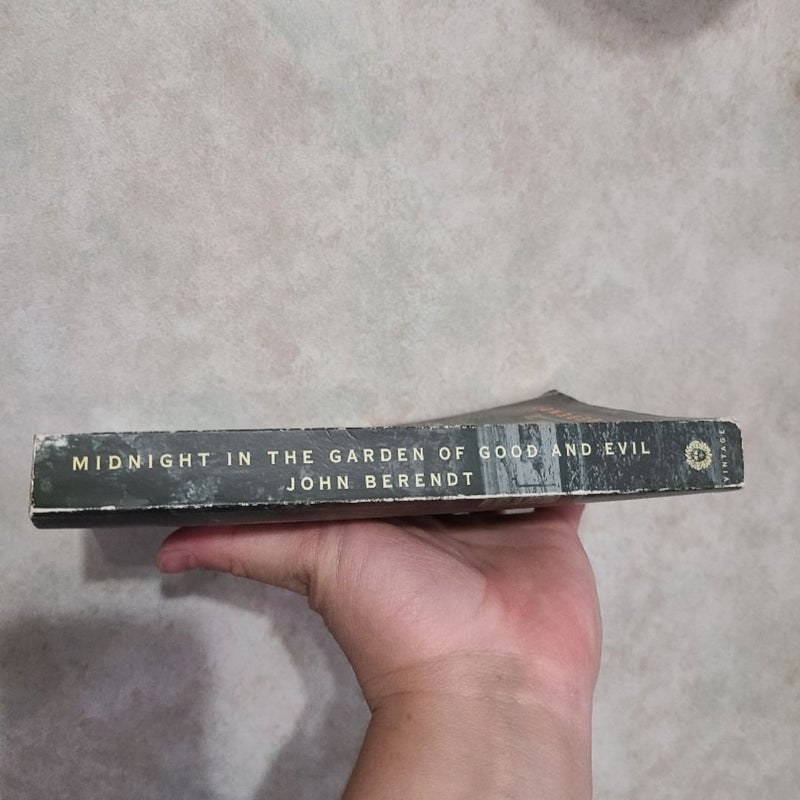 MIDNIGHT IN THE GARDEN OF GOOD AND EVIL
JOHN BERENDT
VINTAGE